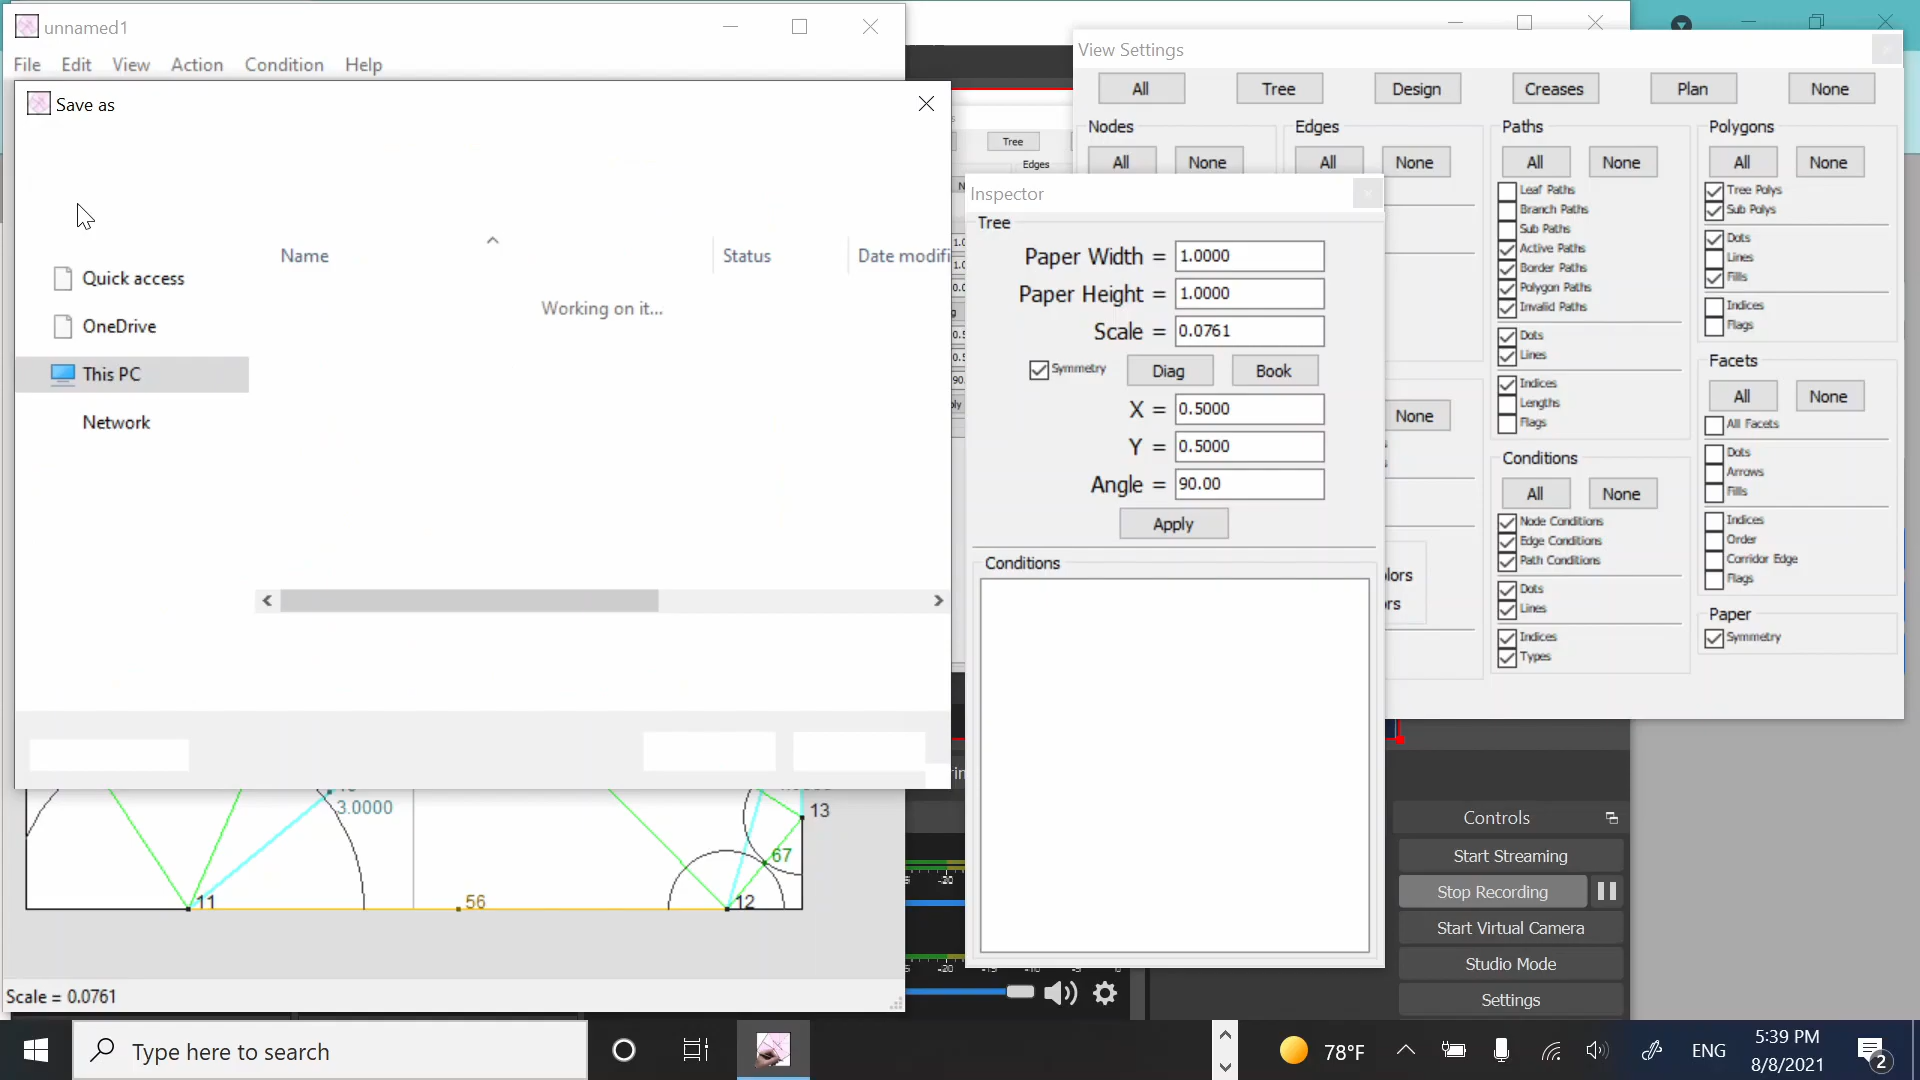 unnamed1
File Edit View Action Condition Help
Save as
Name Status Date modifi
Working on it...
Quick access
OneDrive
This PC
Network
3.0000
13
67
11
56
12
Scale = 0.0761
Tree
Edges
View Settings
All Tree Design Creases Plan None
Nodes
All None
Edges
All None
None
Paths
All None
Leaf Paths
Branch Paths
Sub Paths
Active Paths
Border Paths
Polygon Paths
Invalid Paths
Dots
Lines
Indices
Lengths
Flags
Conditions
All None
Node Conditions
Edge Conditions
Path Conditions
Dots
Lines
Indices
Types
Polygons
All None
Tree Polys
Sub Polys
Dots
Lines
Fills
Indices
Flags
Facets
All None
All Facets
Dots
Arrows
Fills
Indices
Order
Corridor Edge
Flags
Paper
Symmetry
Inspector
Tree
Paper Width = 1.0000
Paper Height = 1.0000
Scale = 0.0761
Symmetry Diag Book
X = 0.5000
Y = 0.5000
Angle = 90.00
Apply
Conditions
lors
rs
-20
-20
Controls
Start Streaming
Stop Recording
Start Virtual Camera
Studio Mode
Settings
Type here to search
78°F
ENG
5:39 PM
8/8/2021
2